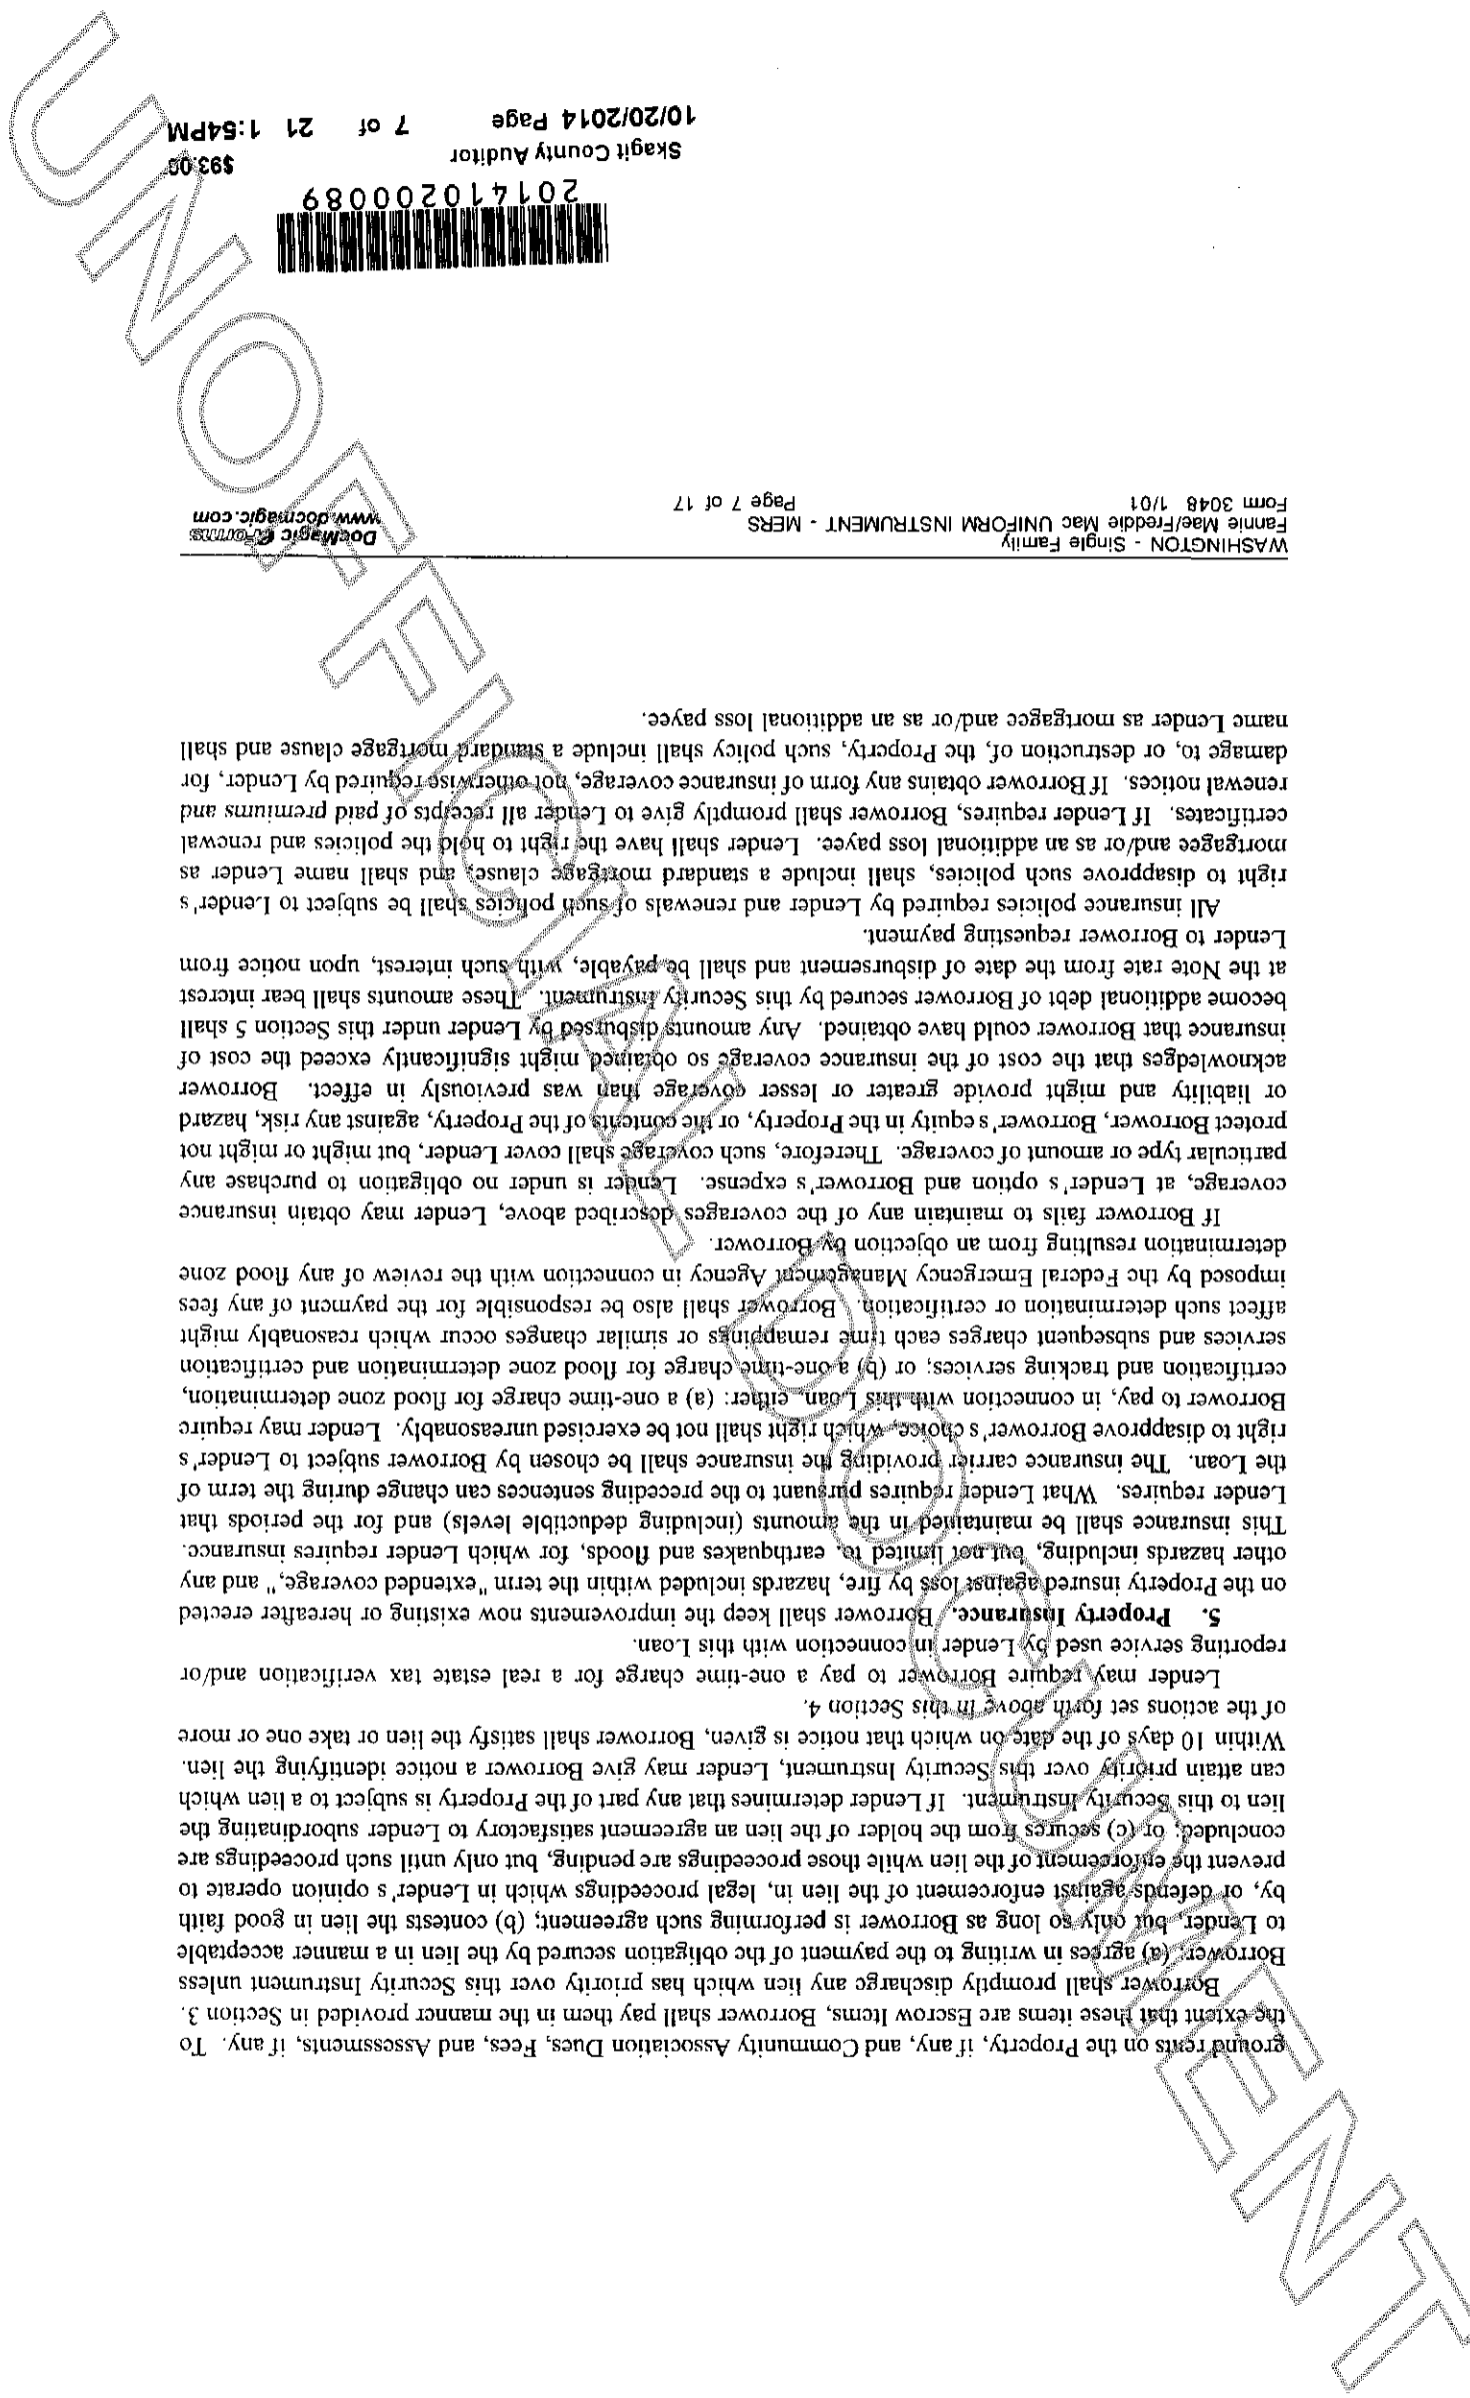 ground rents on the Property, if any, and Community Association Dues, Fees, and Assessments, if any. To
the extent that these items are Escrow Items, Borrower shall pay them in the manner provided in Section 3.
Borrower shall promptly discharge any lien which has priority over this Security Instrument unless
Borrower: (a) agrees in writing to the payment of the obligation secured by the lien in a manner acceptable
to Lender, but only so long as Borrower is performing such agreement; (b) contests the lien in good faith
by, or defends against enforcement of the lien in, legal proceedings which in Lender's opinion operate to
prevent the enforcement of the lien while those proceedings are pending, but only until such proceedings are
concluded; or (c) secures from the holder of the lien an agreement satisfactory to Lender subordinating the
lien to this Security Instrument. If Lender determines that any part of the Property is subject to a lien which
can attain priority over this Security Instrument, Lender may give Borrower a notice identifying the lien.
Within 10 days of the date on which that notice is given, Borrower shall satisfy the lien or take one or more
of the actions set forth above in this Section 4.
Lender may require Borrower to pay a one-time charge for a real estate tax verification and/or
reporting service used by Lender in connection with this Loan.
5. Property Insurance. Borrower shall keep the improvements now existing or hereafter erected
on the Property insured against loss by fire, hazards included within the term "extended coverage," and any
other hazards including, but not limited to, earthquakes and floods, for which Lender requires insurance.
This insurance shall be maintained in the amounts (including deductible levels) and for the periods that
Lender requires. What Lender requires pursuant to the preceding sentences can change during the term of
the Loan. The insurance carrier providing the insurance shall be chosen by Borrower subject to Lender's
right to disapprove Borrower's choice, which right shall not be exercised unreasonably. Lender may require
Borrower to pay, in connection with this Loan, either: (a) a one-time charge for flood zone determination,
certification and tracking services; or (b) a one-time charge for flood zone determination and certification
services and subsequent charges each time remappings or similar changes occur which reasonably might
affect such determination or certification. Borrower shall also be responsible for the payment of any fees
imposed by the Federal Emergency Management Agency in connection with the review of any flood zone
determination resulting from an objection by Borrower.
If Borrower fails to maintain any of the coverages described above, Lender may obtain insurance
coverage, at Lender's option and Borrower's expense. Lender is under no obligation to purchase any
particular type or amount of coverage. Therefore, such coverage shall cover Lender, but might or might not
protect Borrower, Borrower's equity in the Property, or the contents of the Property, against any risk, hazard
or liability and might provide greater or lesser coverage than was previously in effect. Borrower
acknowledges that the cost of the insurance coverage so obtained might significantly exceed the cost of
insurance that Borrower could have obtained. Any amounts disbursed by Lender under this Section 5 shall
become additional debt of Borrower secured by this Security Instrument. These amounts shall bear interest
at the Note rate from the date of disbursement and shall be payable, with such interest, upon notice from
Lender to Borrower requesting payment.
All insurance policies required by Lender and renewals of such policies shall be subject to Lender's
right to disapprove such policies, shall include a standard mortgage clause, and shall name Lender as
mortgagee and/or as an additional loss payee. Lender shall have the right to hold the policies and renewal
certificates. If Lender requires, Borrower shall promptly give to Lender all receipts of paid premiums and
renewal notices. If Borrower obtains any form of insurance coverage, not otherwise required by Lender, for
damage to, or destruction of, the Property, such policy shall include a standard mortgage clause and shall
name Lender as mortgagee and/or as an additional loss payee.
WASHINGTON - Single Family
Fannie Mae/Freddie Mac UNIFORM INSTRUMENT - MERS
Form 3048 1/01
Page 7 of 17
DocMagic eForms
www.docmagic.com
201410200089
Skagit County Auditor $93.00
10/20/2014 Page 7 of 21 1:54PM
UNOFFICIAL DOCUMENT